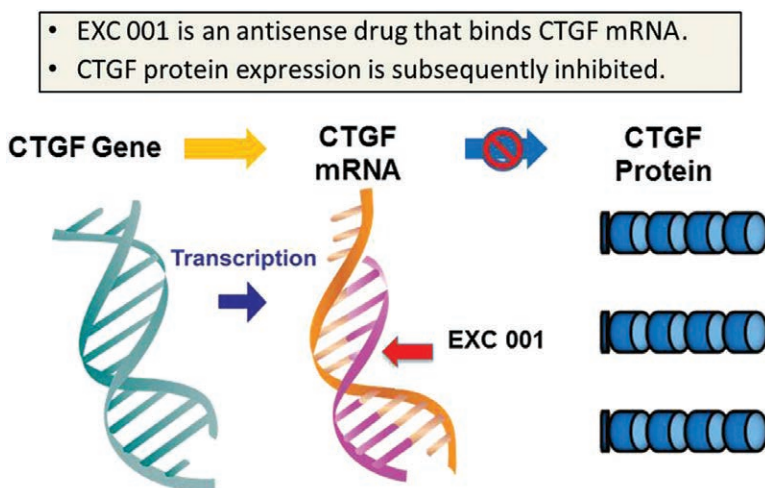 • EXC 001 is an antisense drug that binds CTGF mRNA.
• CTGF protein expression is subsequently inhibited.
CTGF Gene
CTGF
mRNA
CTGF
Protein
Transcription
EXC 001